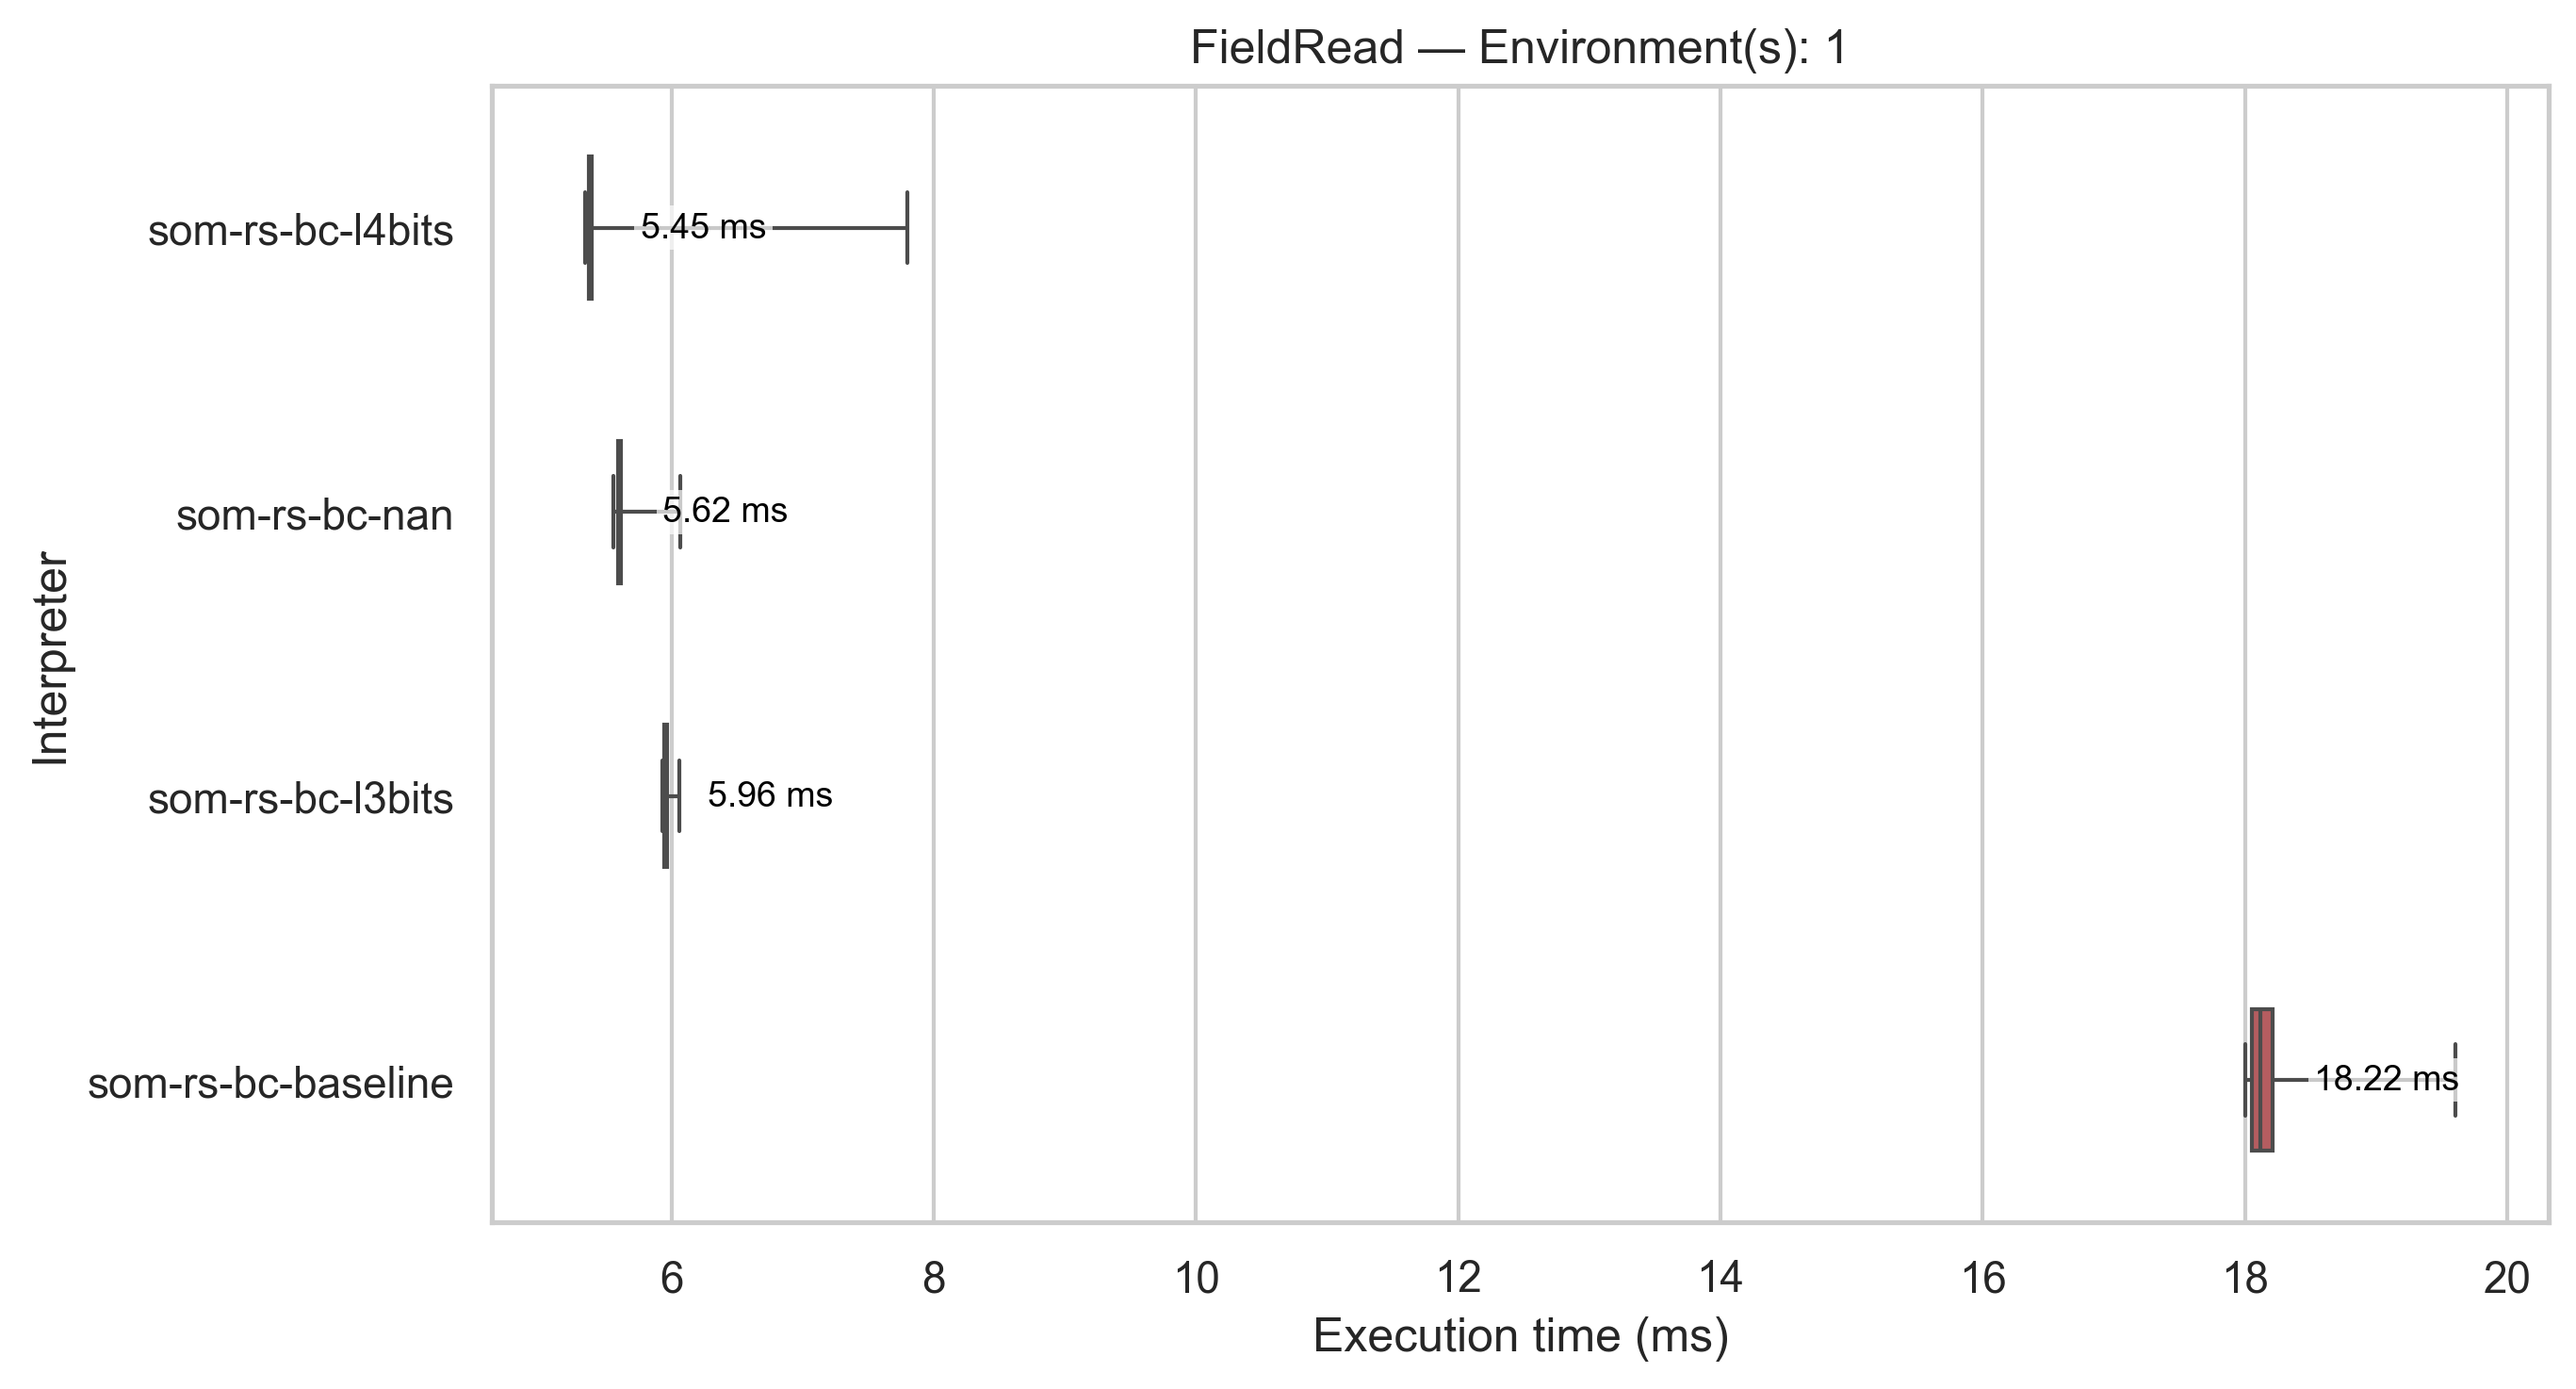 FieldRead — Environment(s): 1
som-rs-bc-l4bits
5.45 ms
som-rs-bc-nan
5.62 ms
Interpreter
som-rs-bc-l3bits
5.96 ms
som-rs-bc-baseline
18.22 ms
6 8 10 12 14 16 18 20
Execution time (ms)